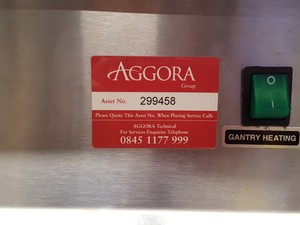 AGGORA
Group
Asset No. 299458
Please Quote This Asset No. When Placing Service Calls
AGGORA Technical
For Services Enquiries Telephone
0845 1177 999
GANTRY HEATING